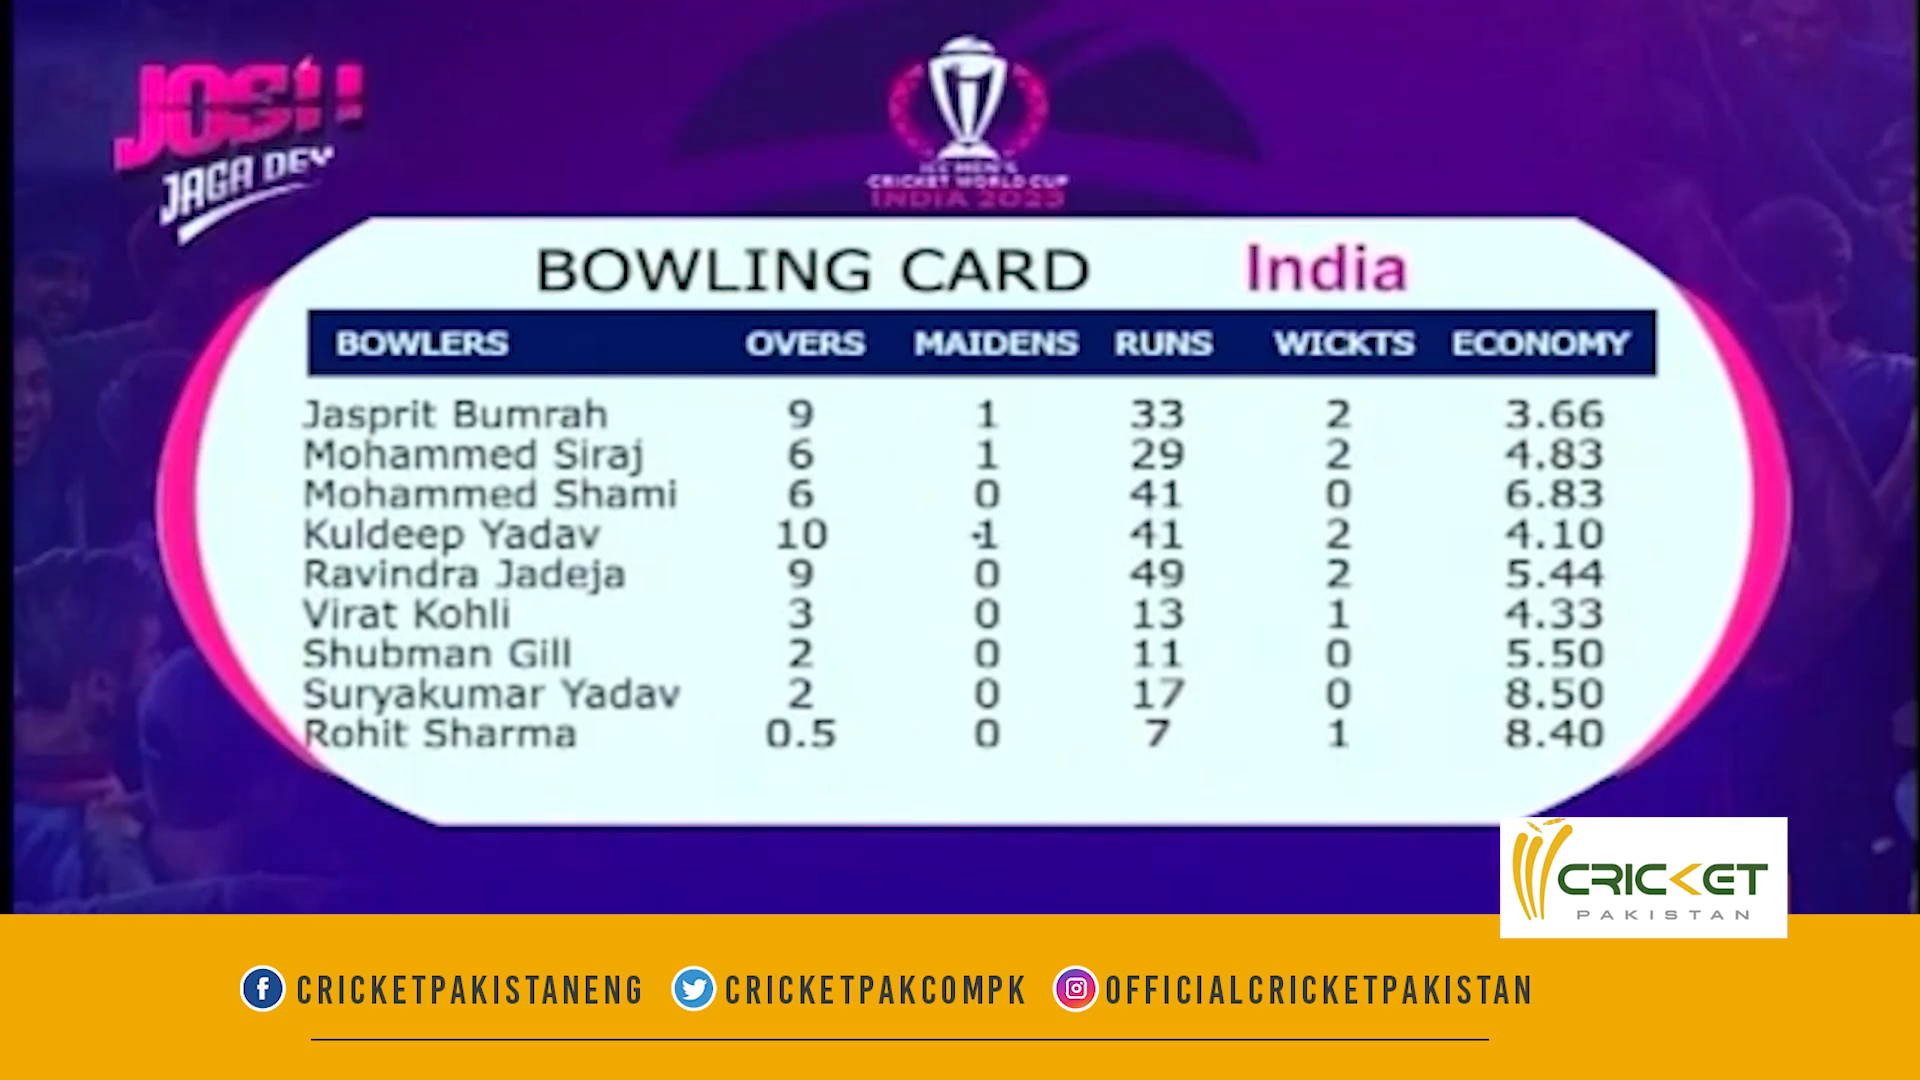 JOSH
JAGA DEY
ICC MEN'S
CRICKET WORLD CUP
INDIA 2023
BOWLING CARD India
BOWLERS OVERS MAIDENS RUNS WICKTS ECONOMY
Jasprit Bumrah 9 1 33 2 3.66
Mohammed Siraj 6 1 29 2 4.83
Mohammed Shami 6 0 41 0 6.83
Kuldeep Yadav 10 -1 41 2 4.10
Ravindra Jadeja 9 0 49 2 5.44
Virat Kohli 3 0 13 1 4.33
Shubman Gill 2 0 11 0 5.50
Suryakumar Yadav 2 0 17 0 8.50
Rohit Sharma 0.5 0 7 1 8.40
CRICKET
PAKISTAN
CRICKETPAKISTANENG CRICKETPAKCOMPK OFFICIALCRICKETPAKISTAN